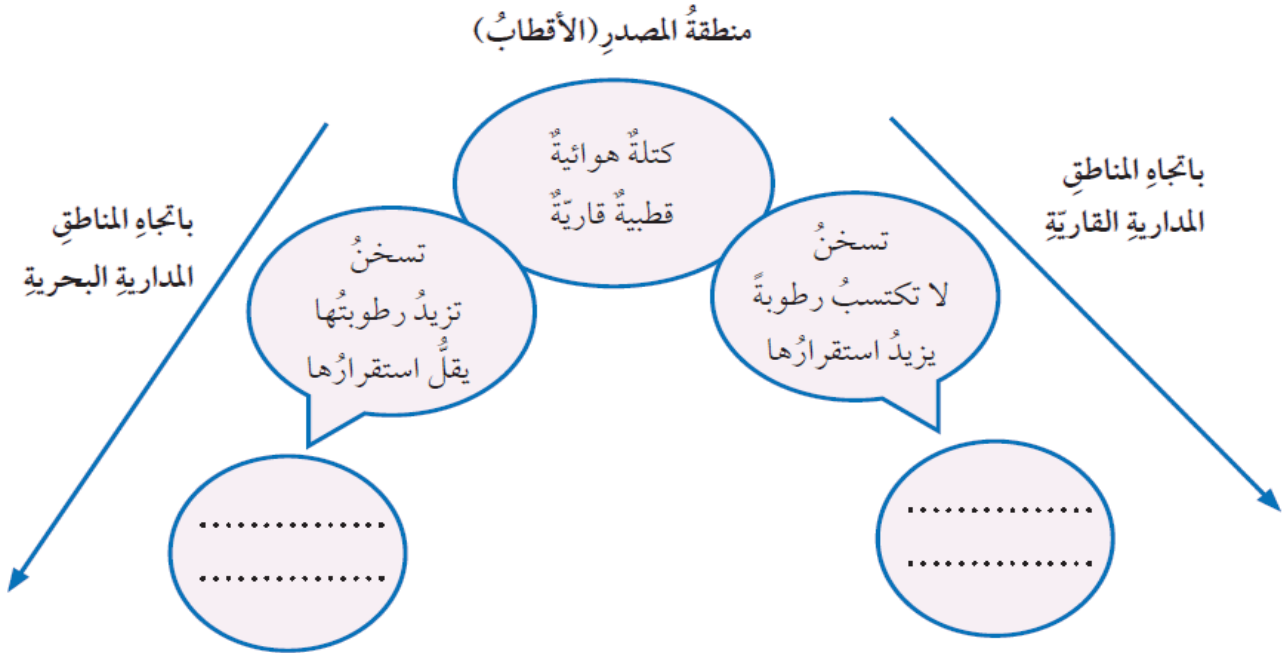 منطقةُ المصدرِ(الأقطابُ)
كتلةٌ هوائيةٌ
قطبيةٌ قاريّةٌ
باتجاهِ المناطقِ
المداريةِ القاريّةِ
تسخنُ
لا تكتسبُ رطوبةً
يزيدُ استقرارُها
باتجاهِ المناطقِ
المداريةِ البحريةِ
تسخنُ
تزيدُ رطوبتُها
يقلُّ استقرارُها
..................
..................
..................
..................